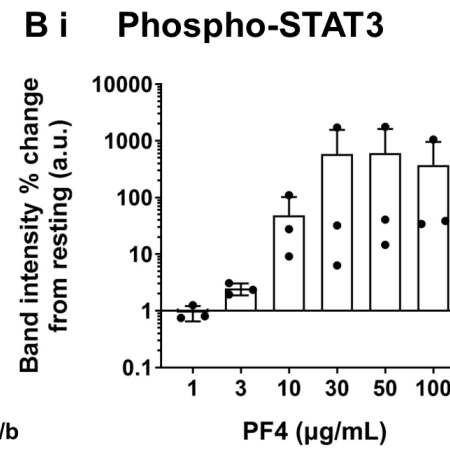 B i Phospho-STAT3
Band intensity % change
from resting (a.u.)
10000
1000
100
10
1
0.1
1 3 10 30 50 100
PF4 (µg/mL)
/b